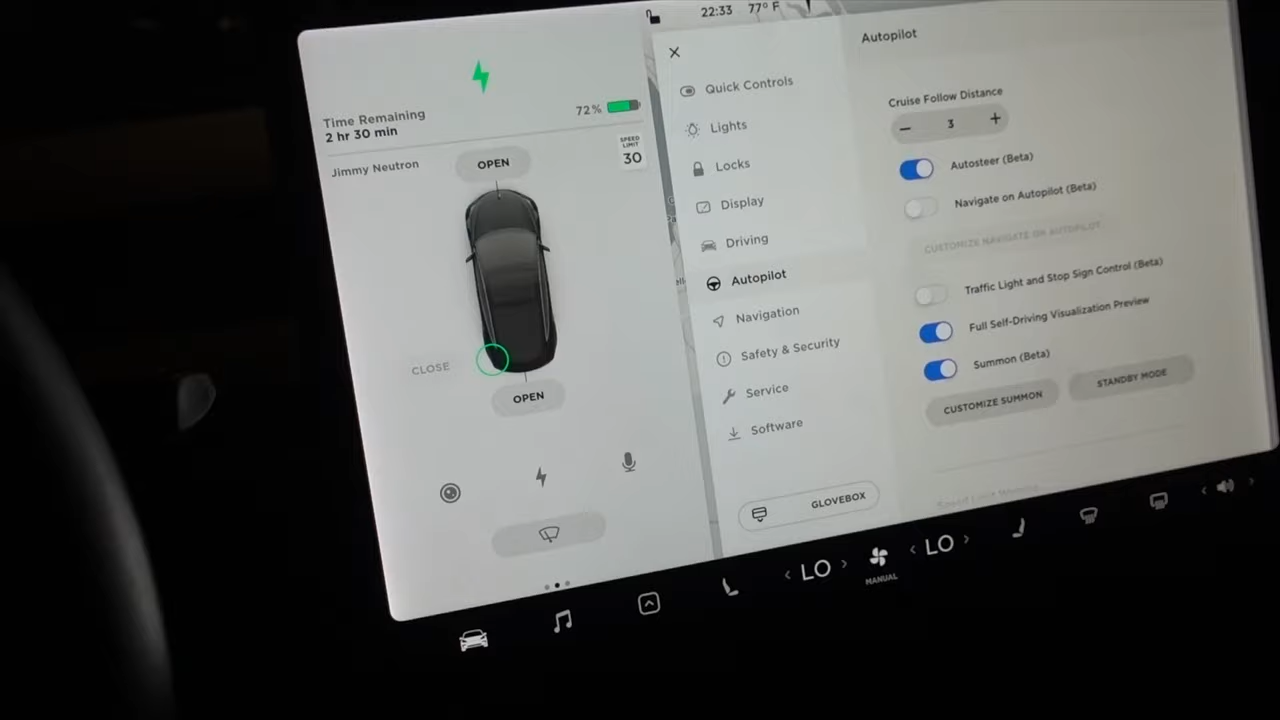 22:33 77° F
Time Remaining
2 hr 30 min
72%
Jimmy Neutron
SPEED
LIMIT
30
OPEN
CLOSE
OPEN
Quick Controls
Lights
Locks
Display
Driving
Autopilot
Navigation
Safety & Security
Service
Software
GLOVEBOX
Autopilot
Cruise Follow Distance
− 3 +
Autosteer (Beta)
Navigate on Autopilot (Beta)
CUSTOMIZE NAVIGATE ON AUTOPILOT
Traffic Light and Stop Sign Control (Beta)
Full Self-Driving Visualization Preview
Summon (Beta)
CUSTOMIZE SUMMON
STANDBY MODE
LO
MANUAL
LO